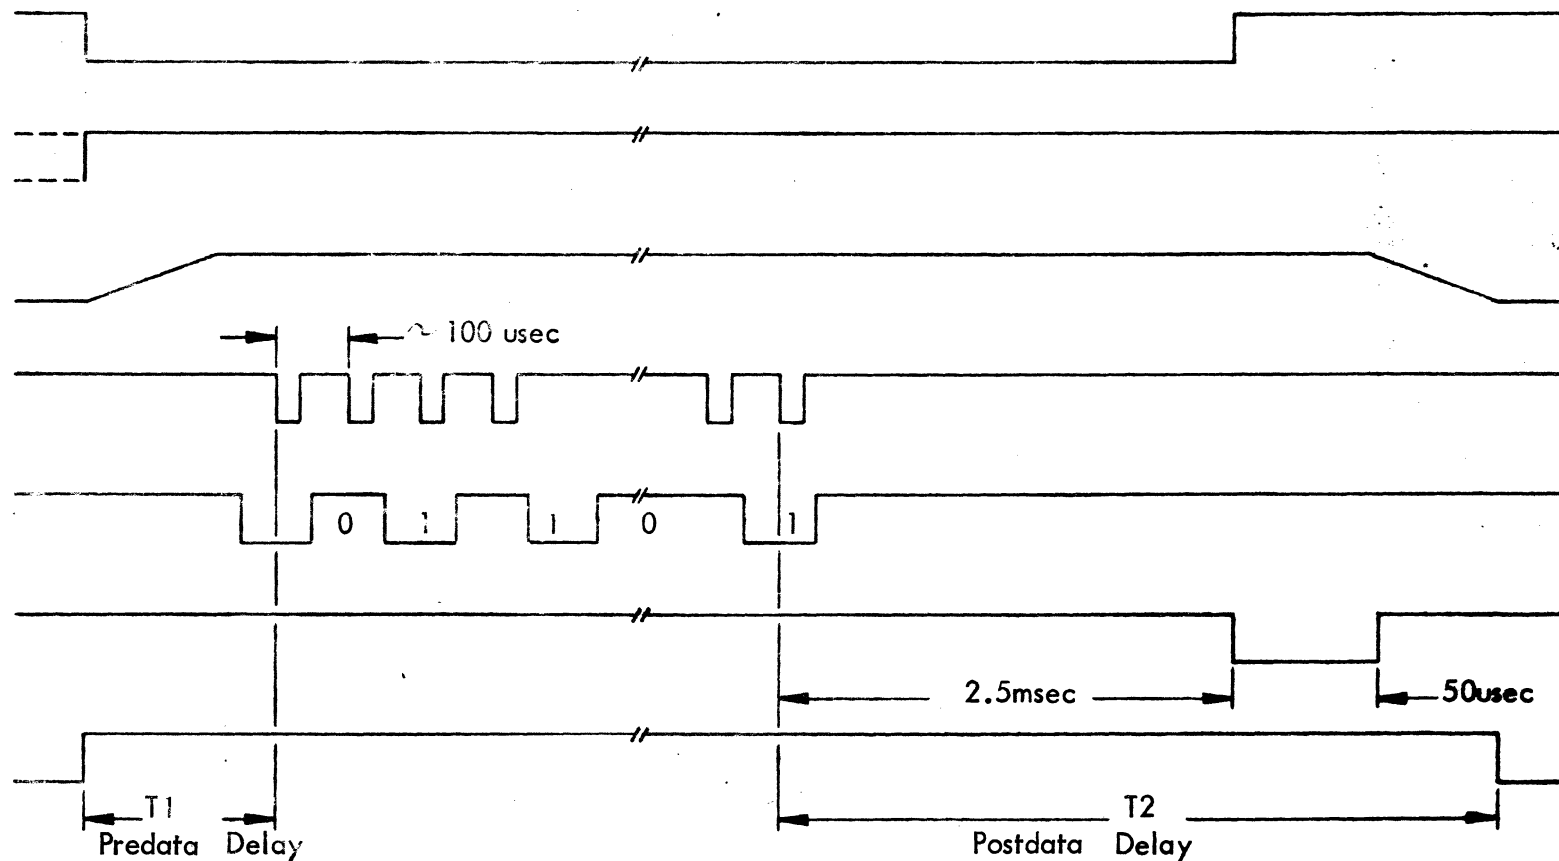 ~ 100 usec
0 1 1 0 1
2.5msec 50usec
T1 T2
Predata Delay Postdata Delay